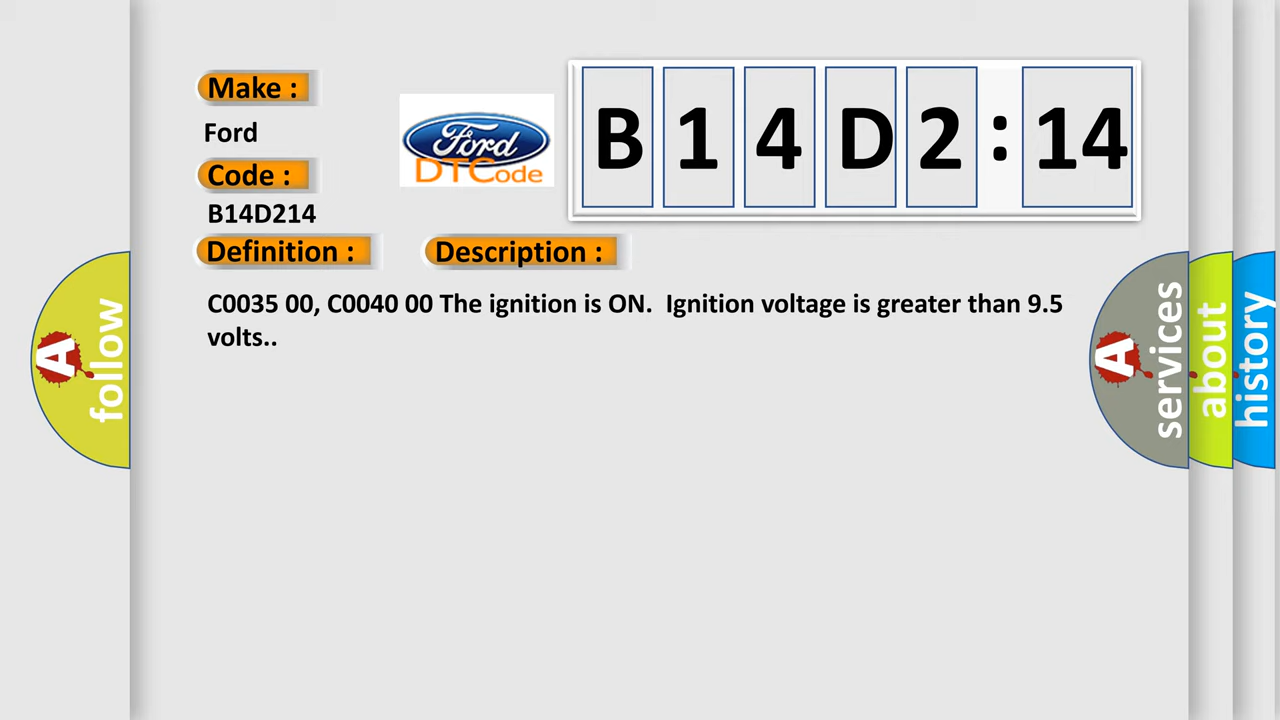 Make :
Ford
Code :
B14D214
Ford
DTCode
B 1 4 D 2 : 14
Definition :
Description :
C0035 00, C0040 00 The ignition is ON. Ignition voltage is greater than 9.5
volts..
A follow
A services
about
history